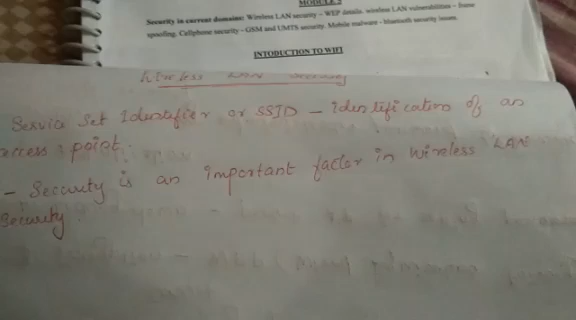 MODULE 5
Security in current domains: Wireless LAN security – WEP details. wireless LAN vulnerabilities – frame
spoofing. Cellphone security - GSM and UMTS security. Mobile malware - bluetooth security issues.
INTODUCTION TO WIFI
Wireless LAN security
Service Set Identifier or SSID – identification of an
access point.
- Security is an important factor in wireless LAN
security.